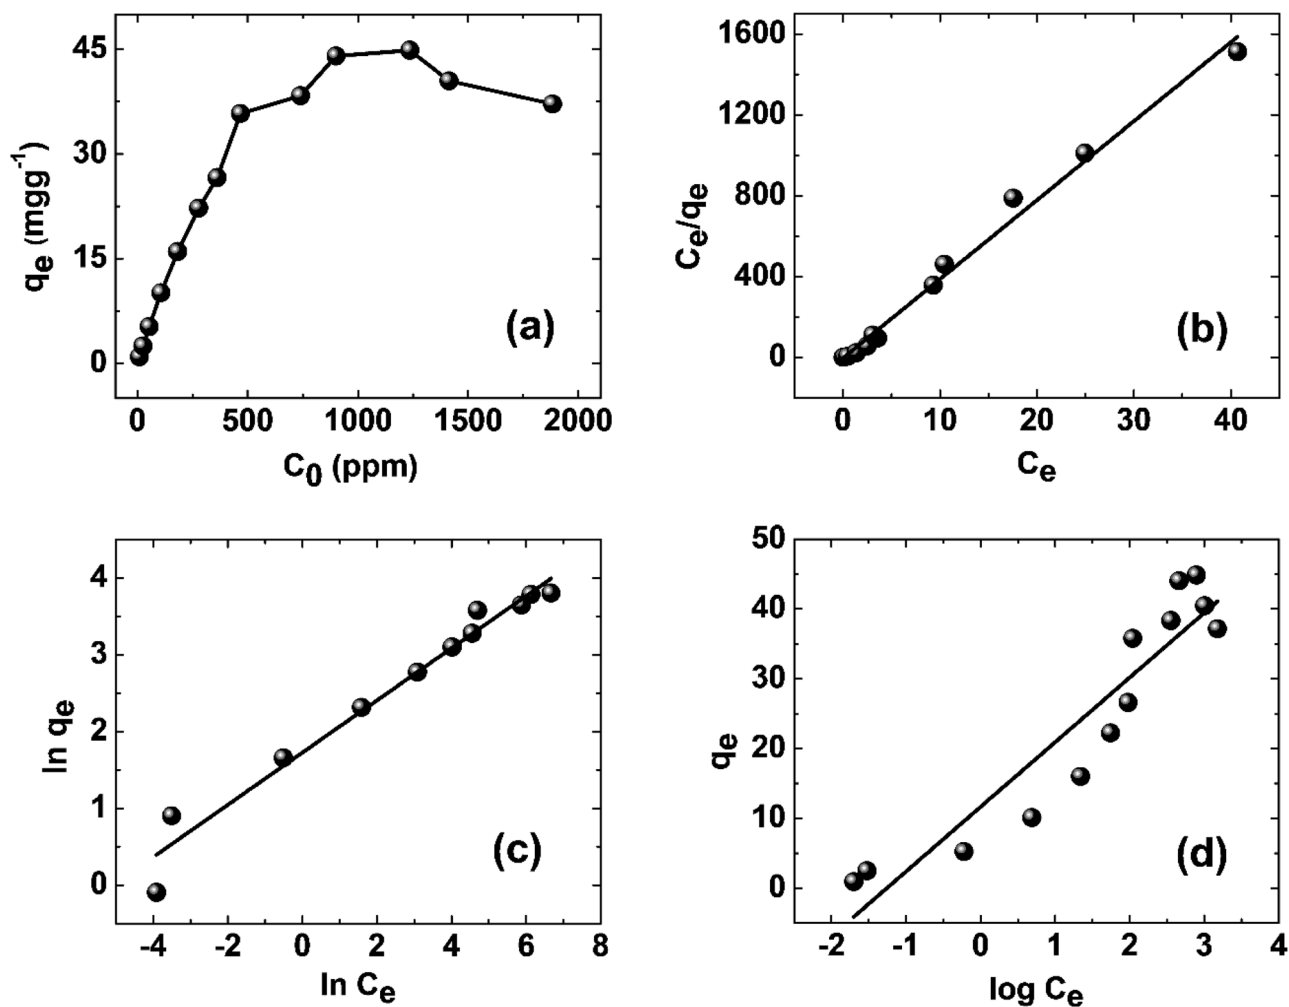 45
30
15
0
qe (mgg-1)
(a)
0 500 1000 1500 2000
C0 (ppm)
1600
1200
800
400
0
Ce/qe
(b)
0 10 20 30 40
Ce
4
3
2
1
0
ln qe
(c)
-4 -2 0 2 4 6 8
ln Ce
50
40
30
20
10
0
qe
(d)
-2 -1 0 1 2 3 4
log Ce